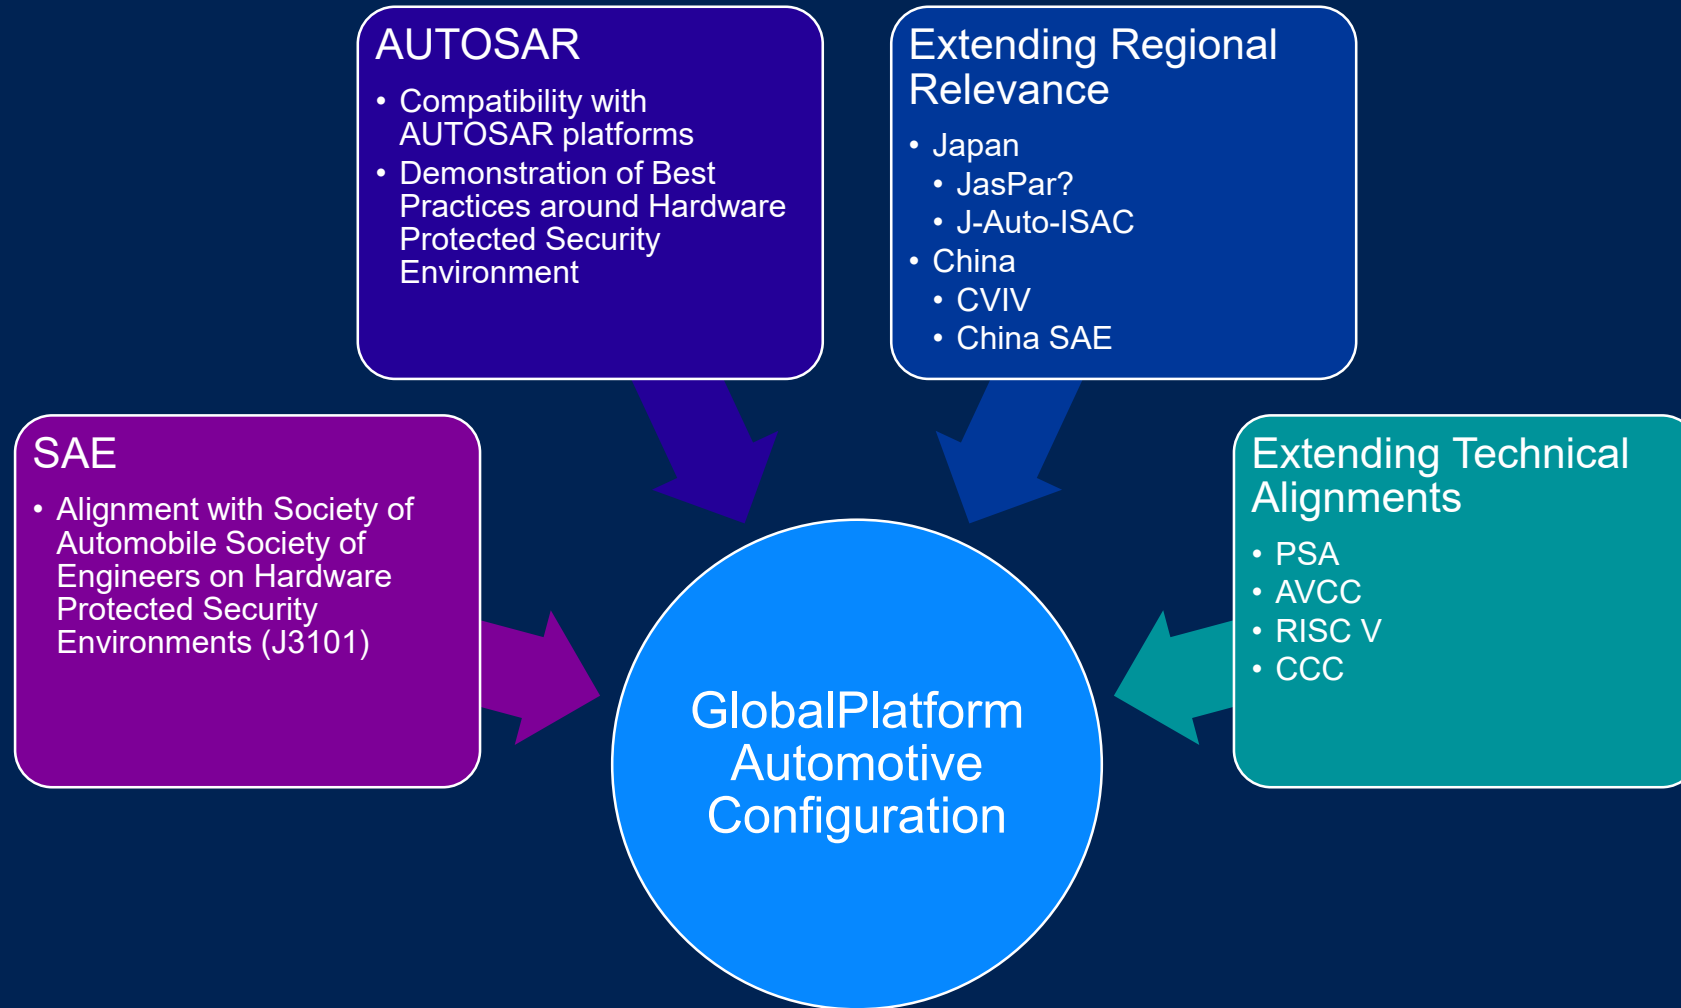 AUTOSAR
• Compatibility with
AUTOSAR platforms
• Demonstration of Best
Practices around Hardware
Protected Security
Environment
Extending Regional
Relevance
• Japan
• JasPar?
• J-Auto-ISAC
• China
• CVIV
• China SAE
SAE
• Alignment with Society of
Automobile Society of
Engineers on Hardware
Protected Security
Environments (J3101)
Extending Technical
Alignments
• PSA
• AVCC
• RISC V
• CCC
GlobalPlatform
Automotive
Configuration